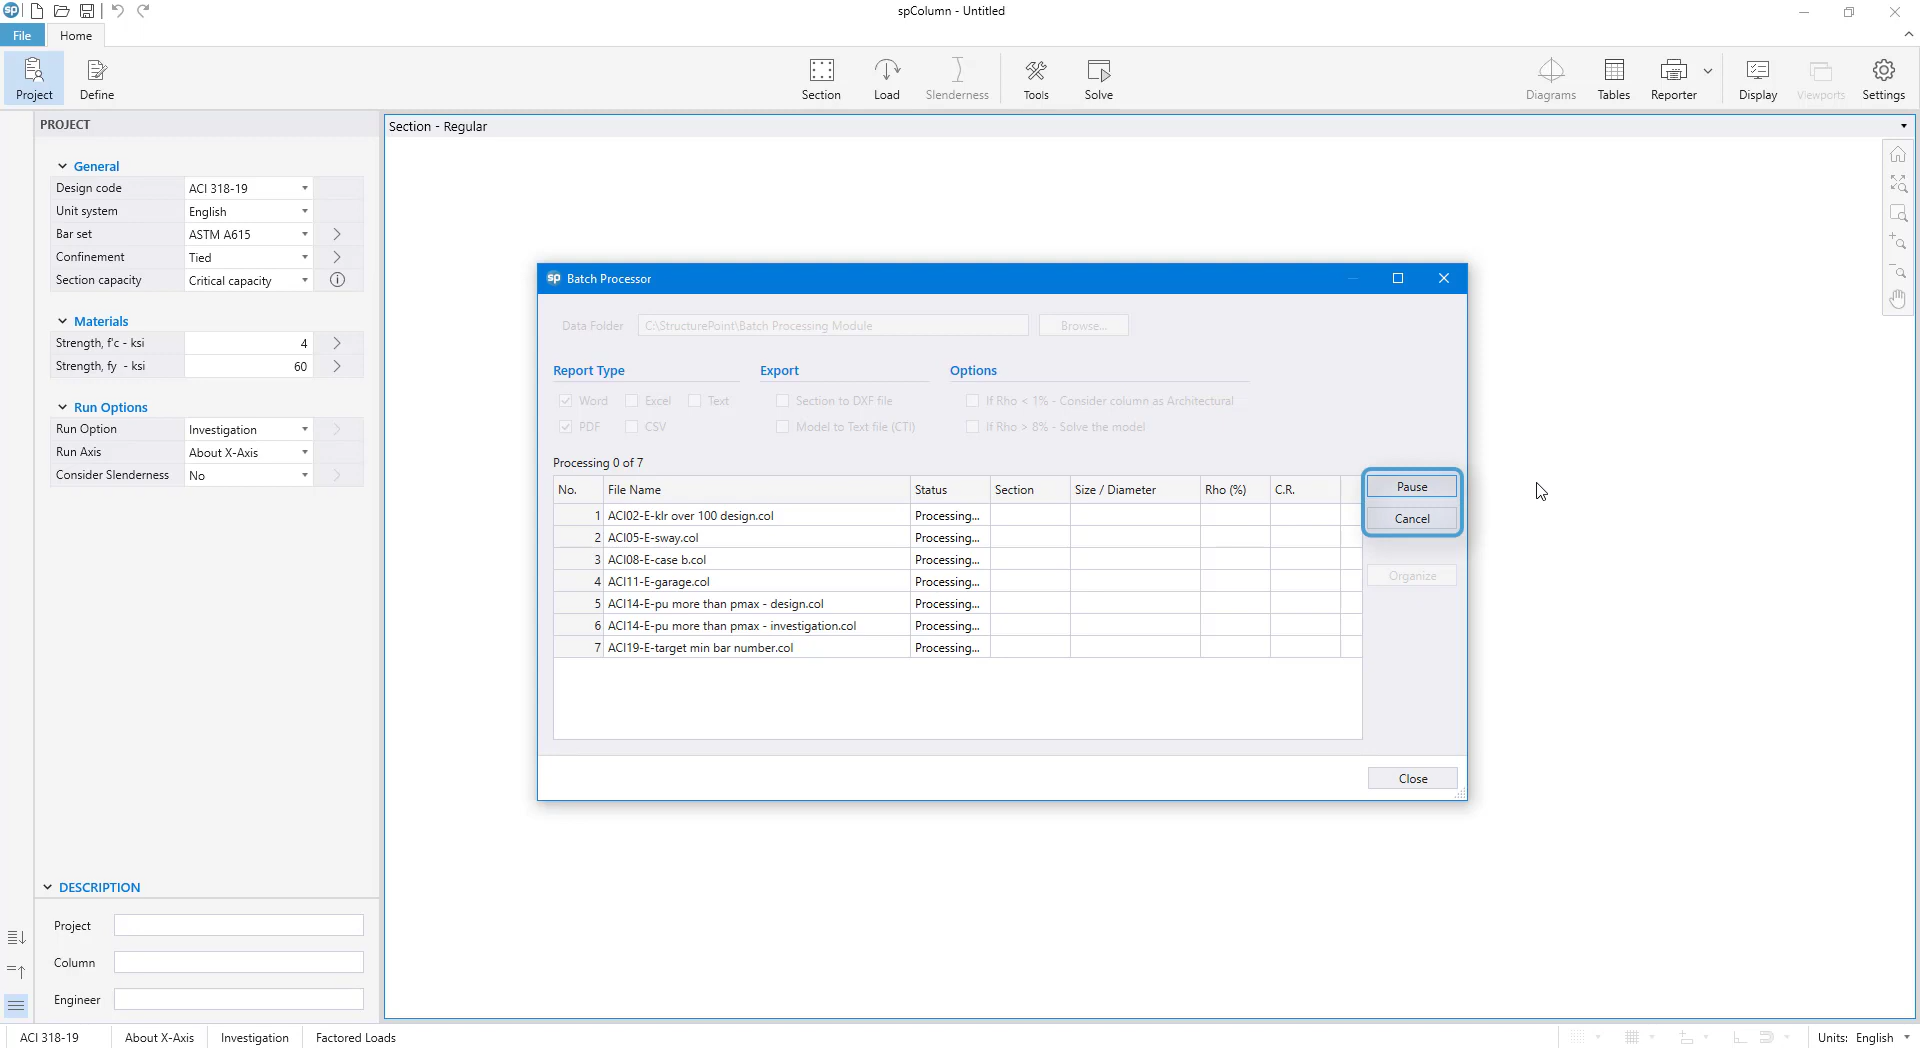 sp
spColumn - Untitled
File
Home
Project
Define
Section
Load
Slenderness
Tools
Solve
Diagrams
Tables
Reporter
Display
Viewports
Settings
PROJECT
General
Design code ACI 318-19
Unit system English
Bar set ASTM A615
Confinement Tied
Section capacity Critical capacity
Materials
Strength, f'c - ksi 4
Strength, fy - ksi 60
Run Options
Run Option Investigation
Run Axis About X-Axis
Consider Slenderness No
DESCRIPTION
Project
Column
Engineer
Section - Regular
sp Batch Processor
Data Folder C:\StructurePoint\Batch Processing Module Browse...
Report Type Export Options
Word Excel Text Section to DXF file If Rho < 1% - Consider column as Architectural
PDF CSV Model to Text file (CTI) If Rho > 8% - Solve the model
Processing 0 of 7
No. File Name Status Section Size / Diameter Rho (%) C.R.
1 ACI02-E-klr over 100 design.col Processing...
2 ACI05-E-sway.col Processing...
3 ACI08-E-case b.col Processing...
4 ACI11-E-garage.col Processing...
5 ACI14-E-pu more than pmax - design.col Processing...
6 ACI14-E-pu more than pmax - investigation.col Processing...
7 ACI19-E-target min bar number.col Processing...
Pause
Cancel
Organize
Close
ACI 318-19 About X-Axis Investigation Factored Loads Units: English